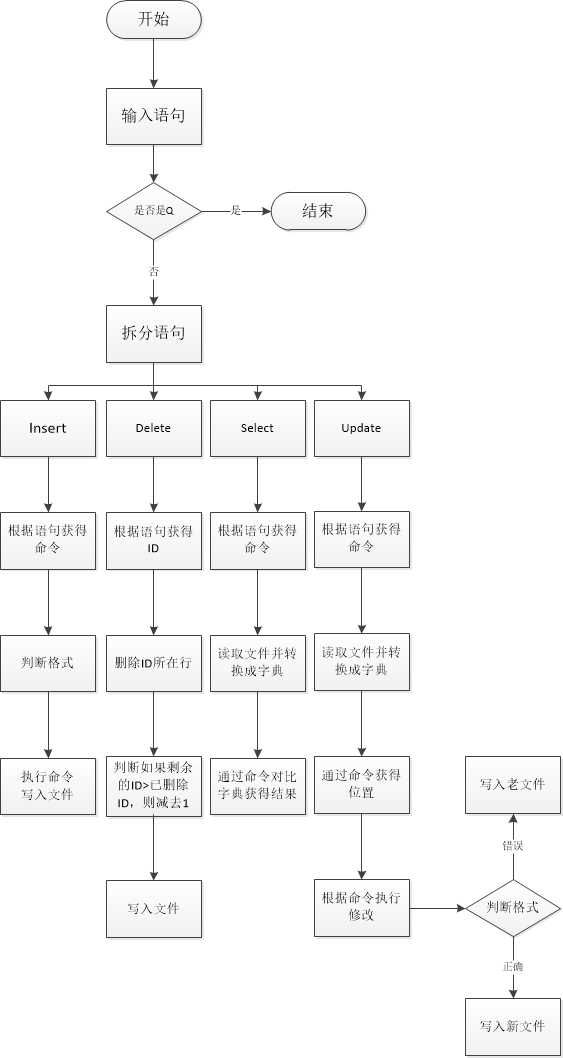 开始
输入语句
是否是Q
是
结束
否
拆分语句
Insert
Delete
Select
Update
根据语句获得
命令
根据语句获得
ID
根据语句获得
命令
根据语句获得
命令
判断格式
删除ID所在行
读取文件并转
换成字典
读取文件并转
换成字典
执行命令
写入文件
判断如果剩余
的ID>已删除
ID，则减去1
通过命令对比
字典获得结果
通过命令获得
位置
写入老文件
错误
写入文件
根据命令执行
修改
判断格式
正确
写入新文件